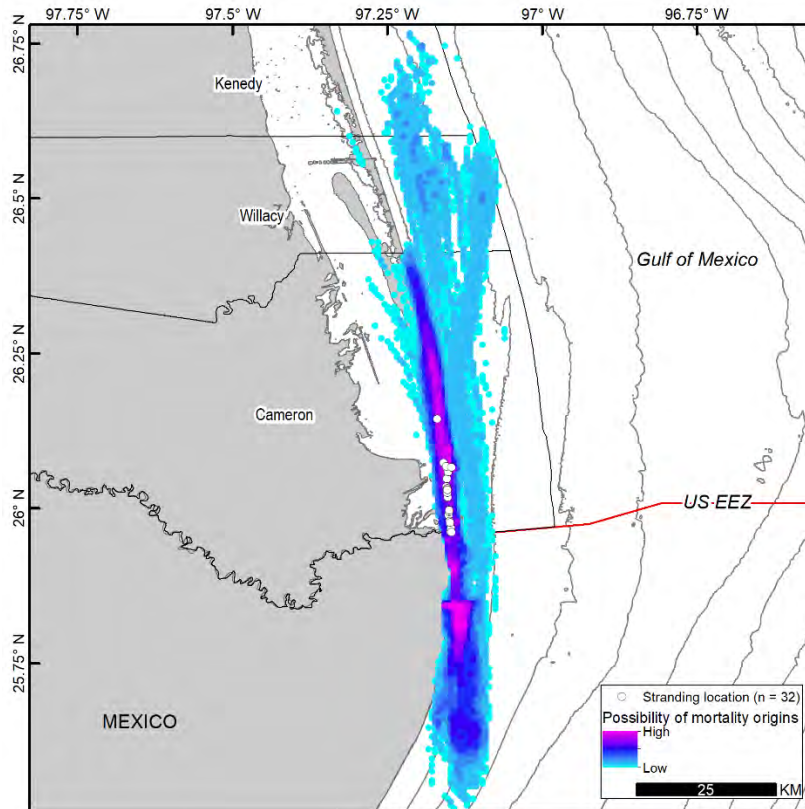 97.75° W 97.5° W 97.25° W 97° W 96.75° W
26.75° N
Kenedy
26.5° N
Willacy
Gulf of Mexico
26.25° N
Cameron
26° N
US EEZ
25.75° N
MEXICO
Stranding location (n = 32)
Possibility of mortality origins
High
Low
25 KM